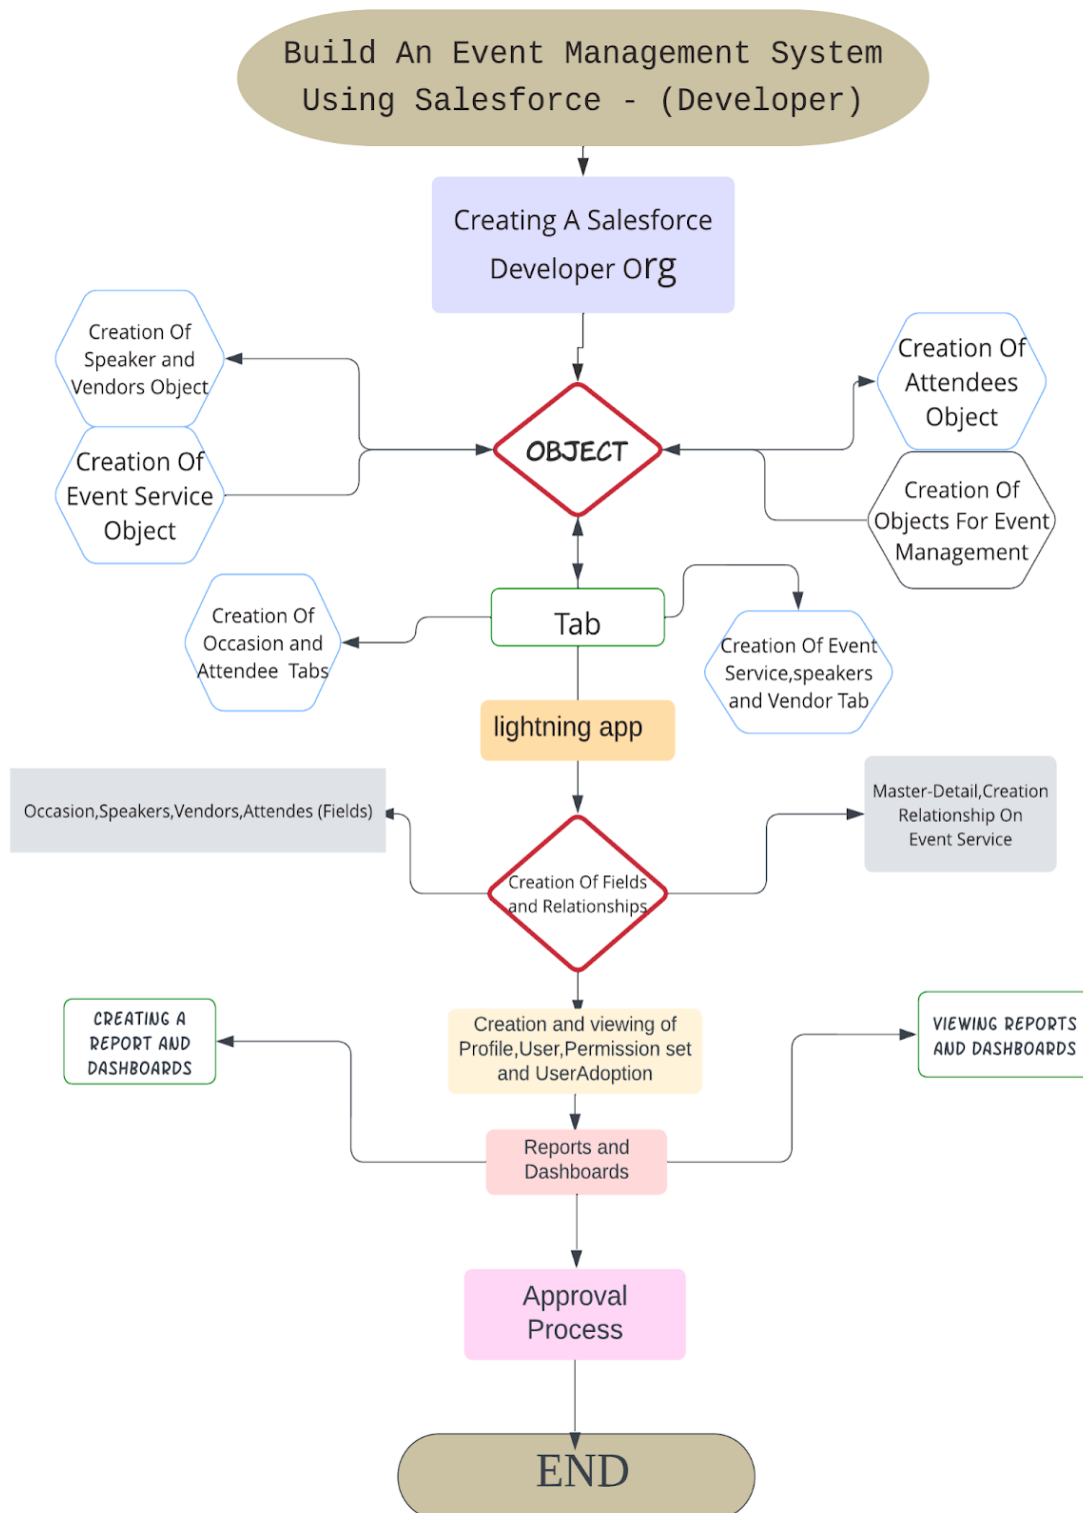 Build An Event Management System
Using Salesforce - (Developer)
Creating A Salesforce
Developer Org
Creation Of
Speaker and
Vendors Object
Creation Of
Attendees
Object
OBJECT
Creation Of
Event Service
Object
Creation Of
Objects For Event
Management
Creation Of
Occasion and
Attendee Tabs
Tab
Creation Of Event
Service,speakers
and Vendor Tab
lightning app
Occasion,Speakers,Vendors,Attendes (Fields)
Master-Detail,Creation
Relationship On
Event Service
Creation Of Fields
and Relationships
CREATING A
REPORT AND
DASHBOARDS
Creation and viewing of
Profile,User,Permission set
and UserAdoption
VIEWING REPORTS
AND DASHBOARDS
Reports and
Dashboards
Approval
Process
END